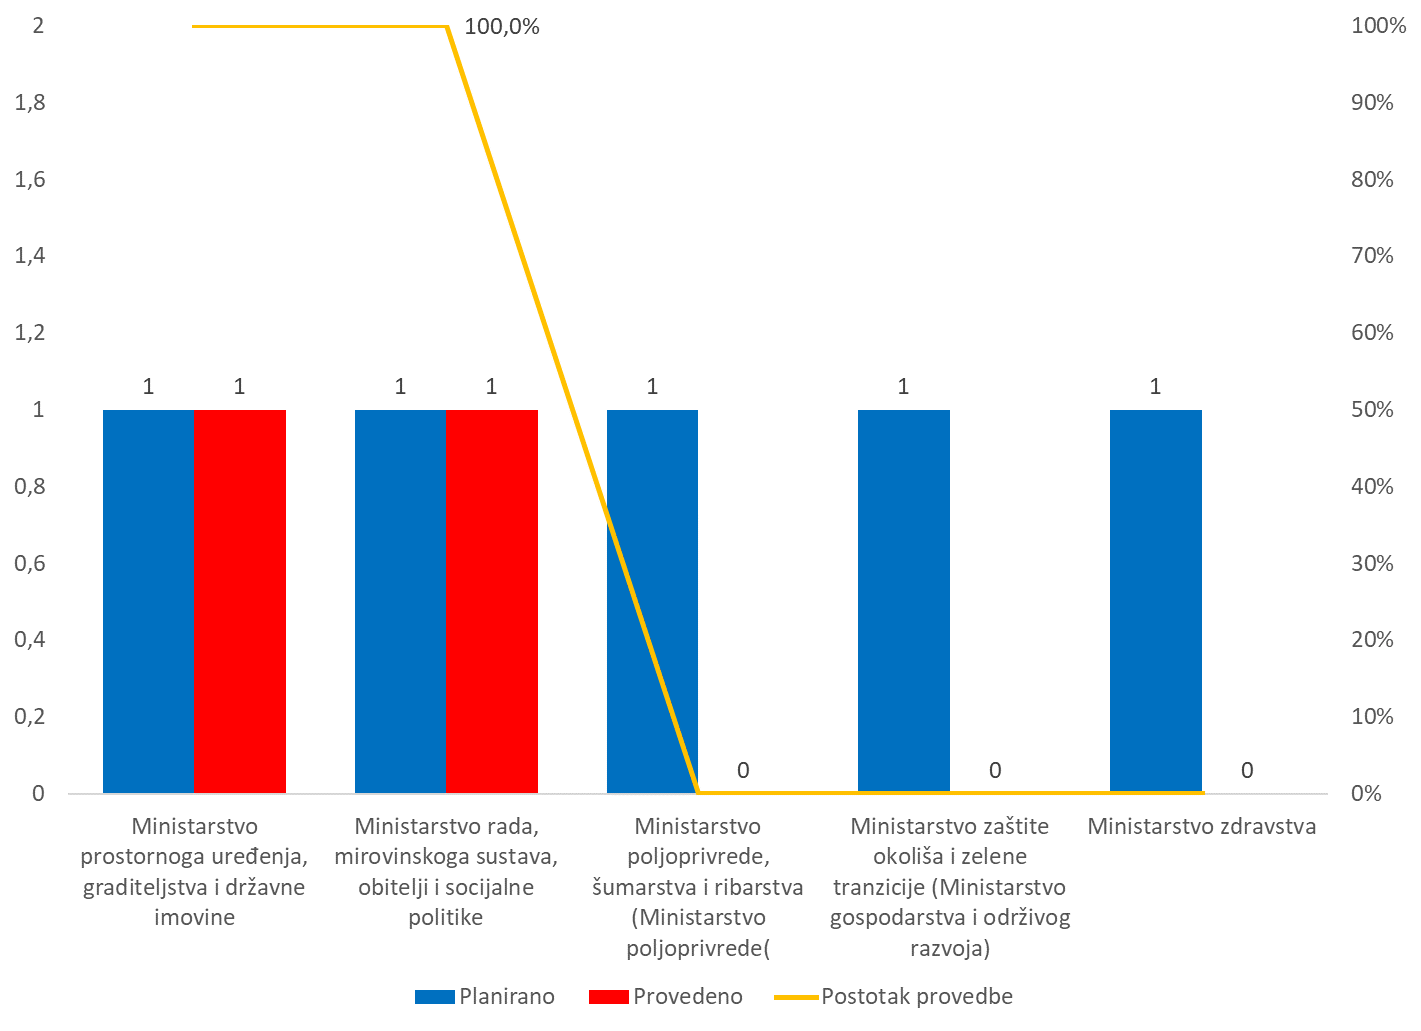 2
1,8
1,6
1,4
1,2
1
0,8
0,6
0,4
0,2
0
100,0%
1
1
1
1
1
0
1
0
1
0
100%
90%
80%
70%
60%
50%
40%
30%
20%
10%
0%
Ministarstvo
prostornoga uređenja,
graditeljstva i državne
imovine
Ministarstvo rada,
mirovinskoga sustava,
obitelji i socijalne
politike
Ministarstvo
poljoprivrede,
šumarstva i ribarstva
(Ministarstvo
poljoprivrede(
Ministarstvo zaštite
okoliša i zelene
tranzicije (Ministarstvo
gospodarstva i održivog
razvoja)
Ministarstvo zdravstva
Planirano
Provedeno
Postotak provedbe